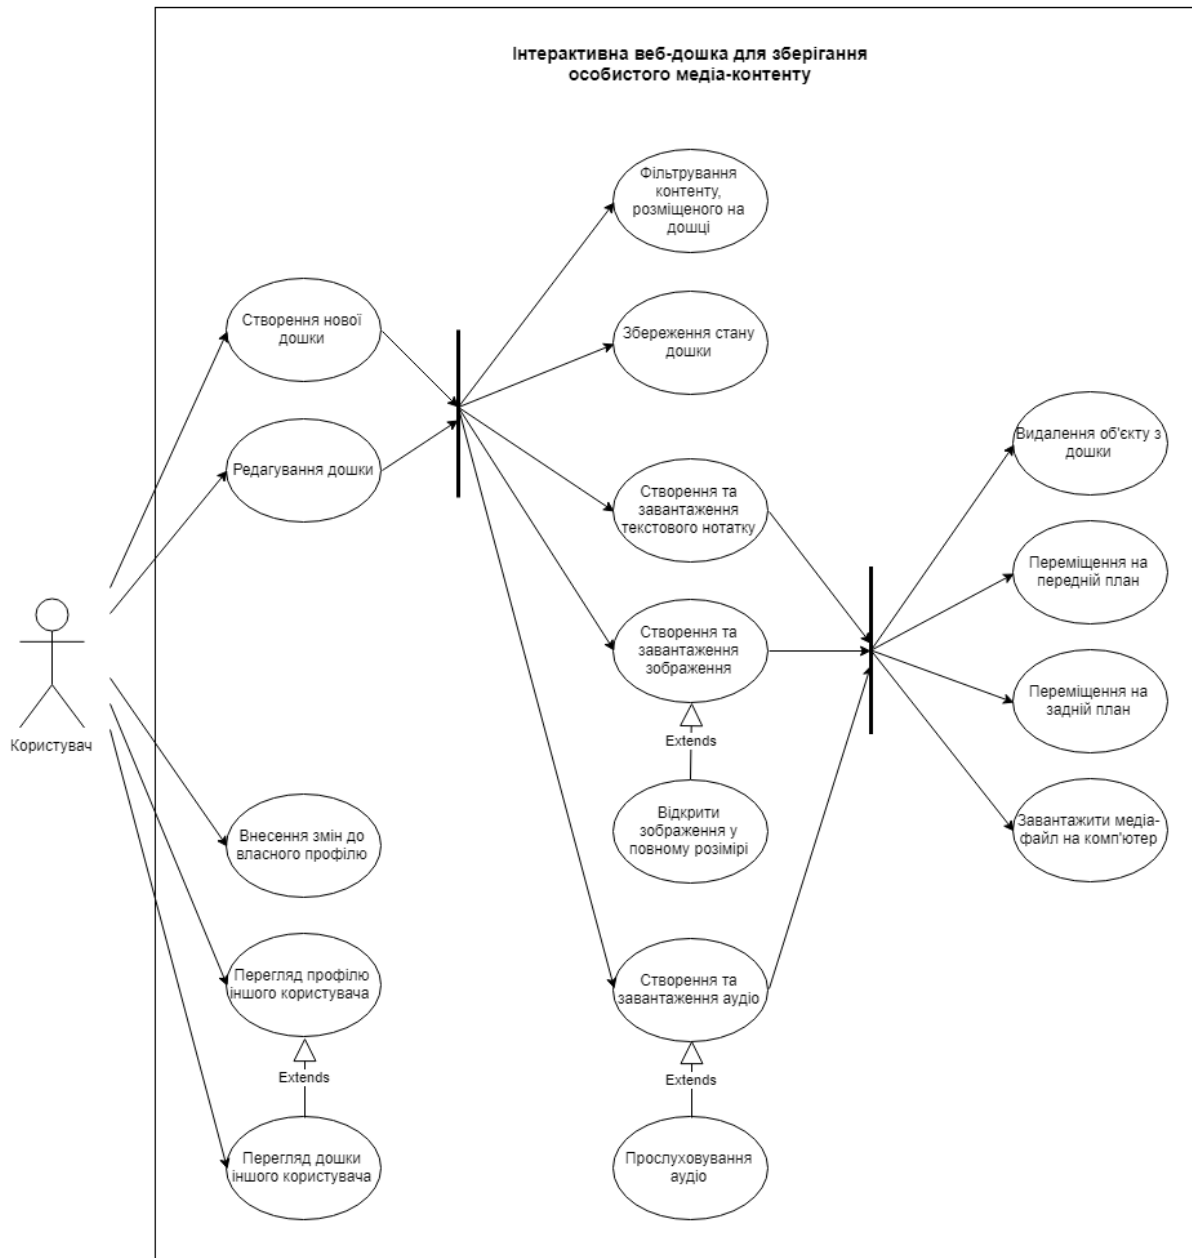 Інтерактивна веб-дошка для зберігання
особистого медіа-контенту
Фільтрування
контенту,
розміщеного на
дошці
Створення нової
дошки
Збереження стану
дошки
Редагування дошки
Видалення об'єкту з
дошки
Створення та
завантаження
текстового нотатку
Переміщення на
передній план
Створення та
завантаження
зображення
Переміщення на
задній план
Користувач
Extends
Відкрити
зображення у
повному розімірі
Завантажити медіа-
файл на комп'ютер
Внесення змін до
власного профілю
Перегляд профілю
іншого користувача
Створення та
завантаження аудіо
Extends
Extends
Перегляд дошки
іншого користувача
Прослуховування
аудіо